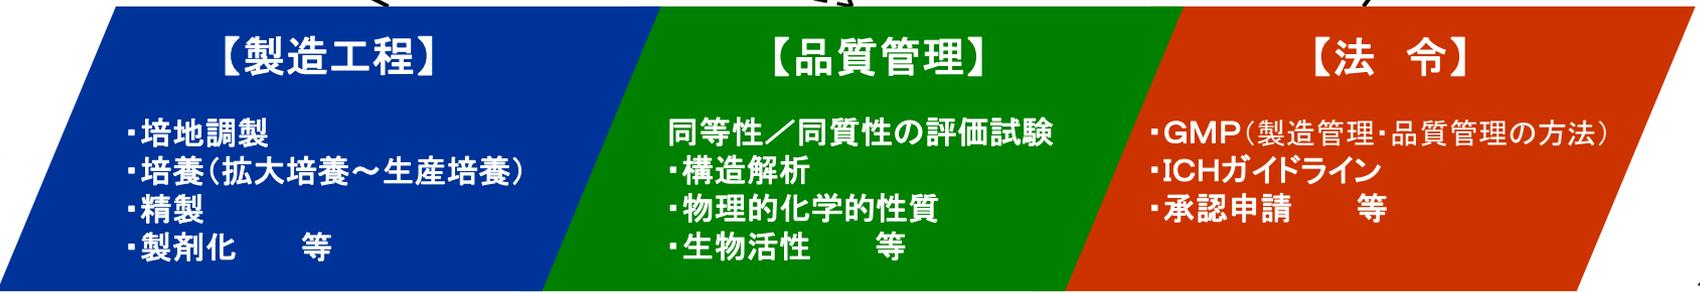 【製造工程】
・培地調製
・培養（拡大培養～生産培養）
・精製
・製剤化　　等
【品質管理】
同等性／同質性の評価試験
・構造解析
・物理的化学的性質
・生物活性　　等
【法　令】
・GMP（製造管理・品質管理の方法）
・ICHガイドライン
・承認申請　　等